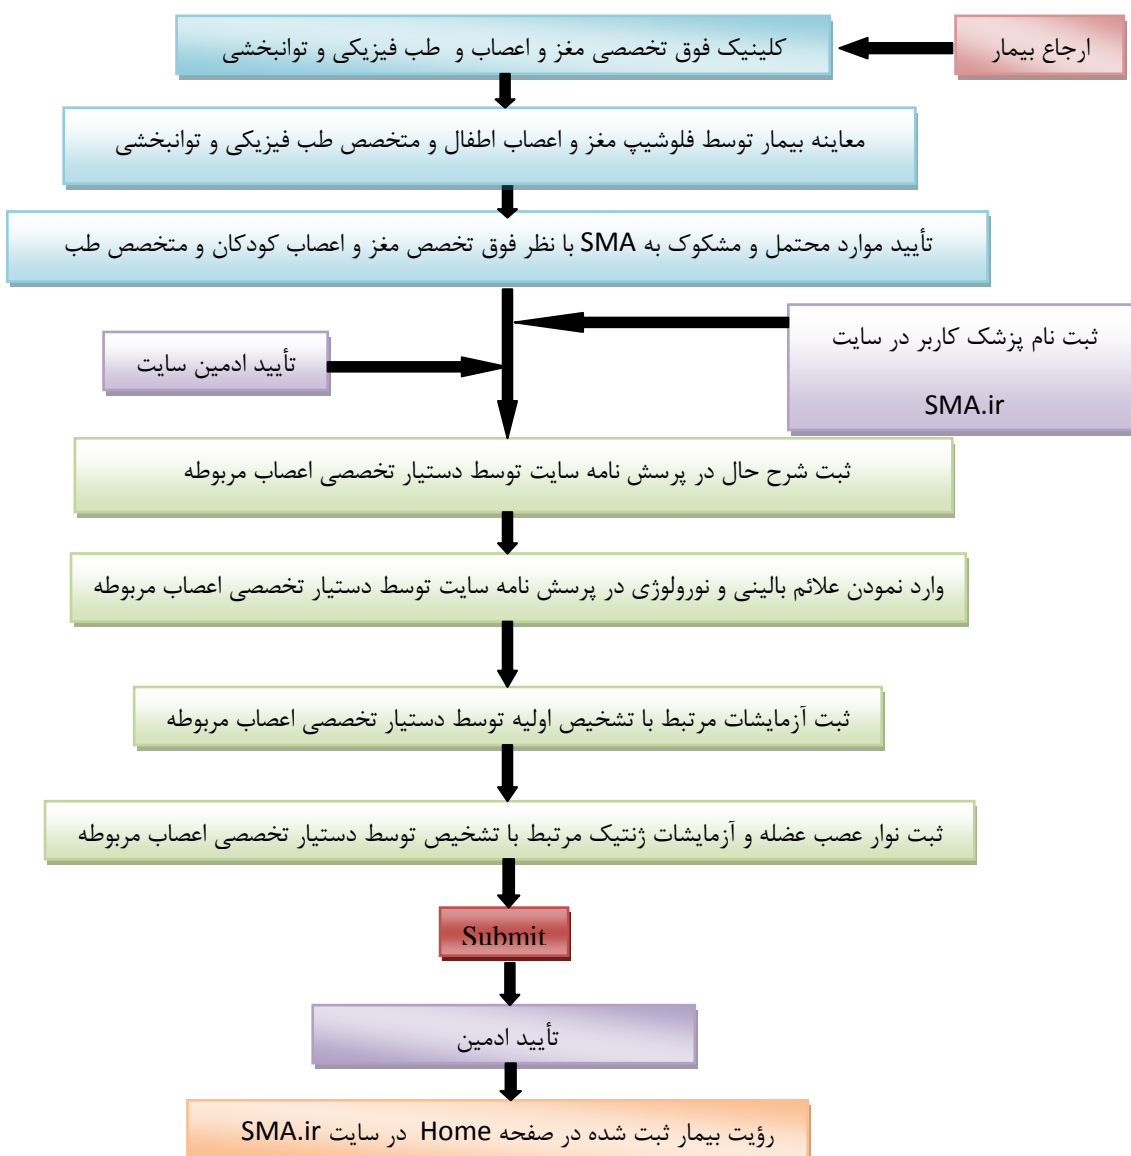 ارجاع بیمار
کلینیک فوق تخصصی مغز و اعصاب و طب فیزیکی و توانبخشی
معاینه بیمار توسط فلوشیپ مغز و اعصاب اطفال و متخصص طب فیزیکی و توانبخشی
تأیید موارد محتمل و مشکوک به SMA با نظر فوق تخصص مغز و اعصاب کودکان و متخصص طب
ثبت نام پزشک کاربر در سایت
SMA.ir
تأیید ادمین سایت
ثبت شرح حال در پرسش نامه سایت توسط دستیار تخصصی اعصاب مربوطه
وارد نمودن علائم بالینی و نورولوژی در پرسش نامه سایت توسط دستیار تخصصی اعصاب مربوطه
ثبت آزمایشات مرتبط با تشخیص اولیه توسط دستیار تخصصی اعصاب مربوطه
ثبت نوار عصب عضله و آزمایشات ژنتیک مرتبط با تشخیص توسط دستیار تخصصی اعصاب مربوطه
Submit
تأیید ادمین
رؤیت بیمار ثبت شده در صفحه Home در سایت SMA.ir